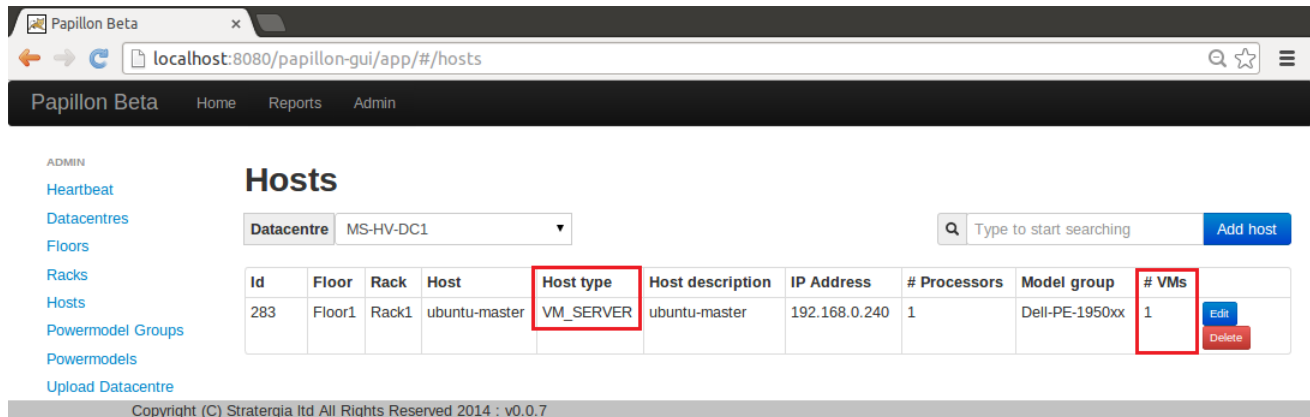 Papillon Beta
localhost:8080/papillon-gui/app/#/hosts
Papillon Beta Home Reports Admin
ADMIN
Heartbeat
Datacentres
Floors
Racks
Hosts
Powermodel Groups
Powermodels
Upload Datacentre
Hosts
Datacentre MS-HV-DC1 Type to start searching Add host
Id Floor Rack Host Host type Host description IP Address # Processors Model group # VMs
283 Floor1 Rack1 ubuntu-master VM_SERVER ubuntu-master 192.168.0.240 1 Dell-PE-1950xx 1 Edit
Delete
Copyright (C) Stratergia ltd All Rights Reserved 2014 : v0.0.7